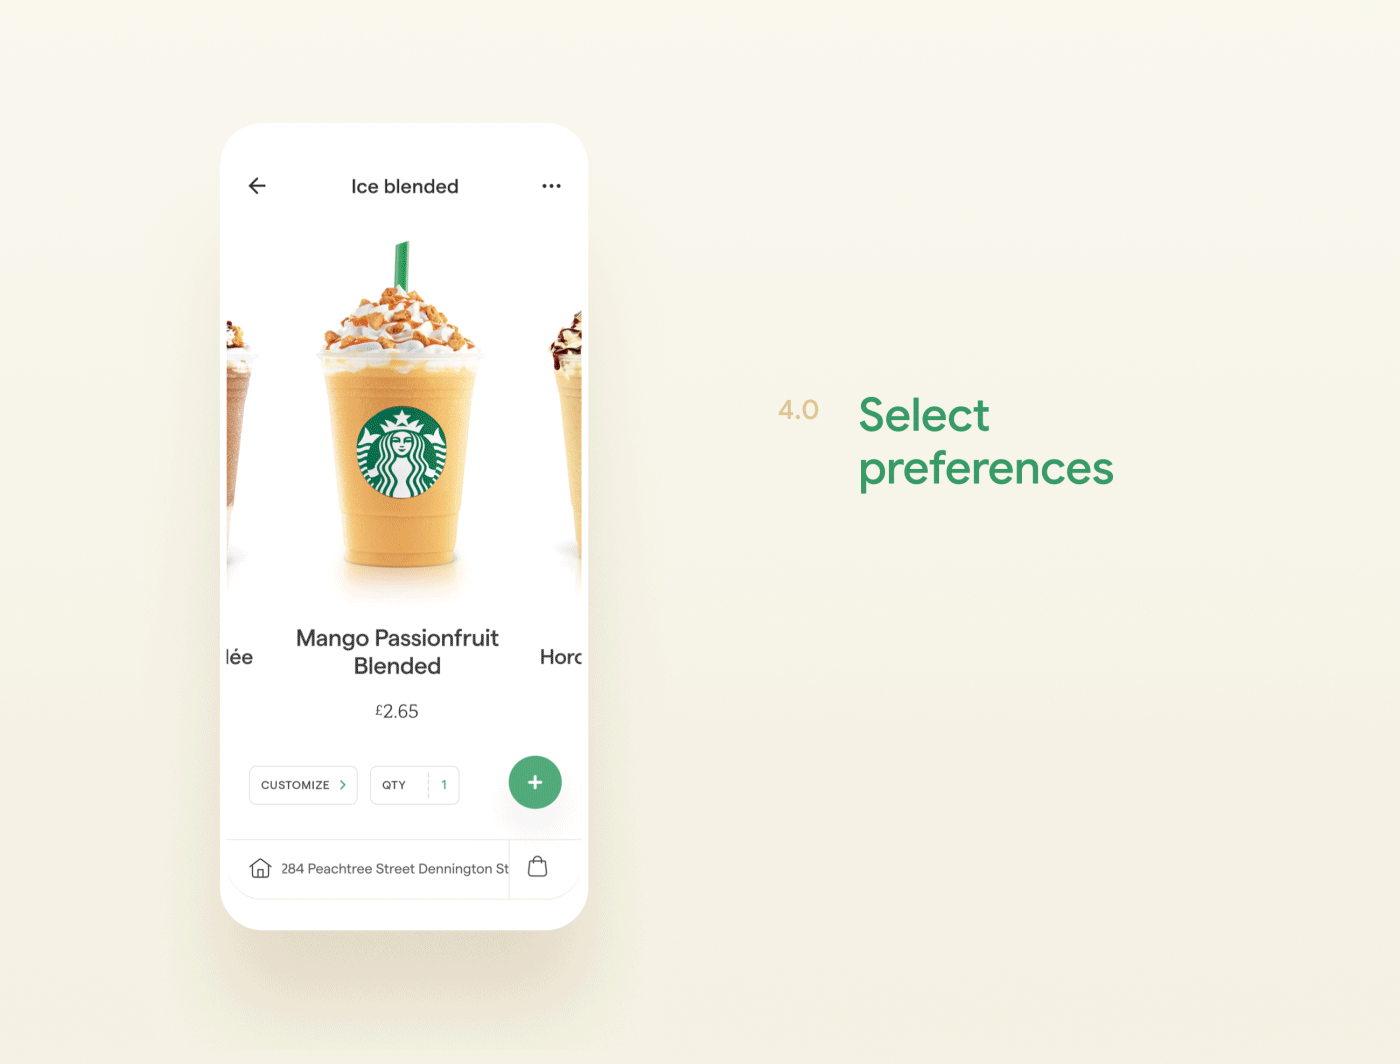 Ice blended
Mango Passionfruit
Blended
£2.65
lée
Hor
CUSTOMIZE
QTY 1
284 Peachtree Street Dennington St
4.0
Select
preferences